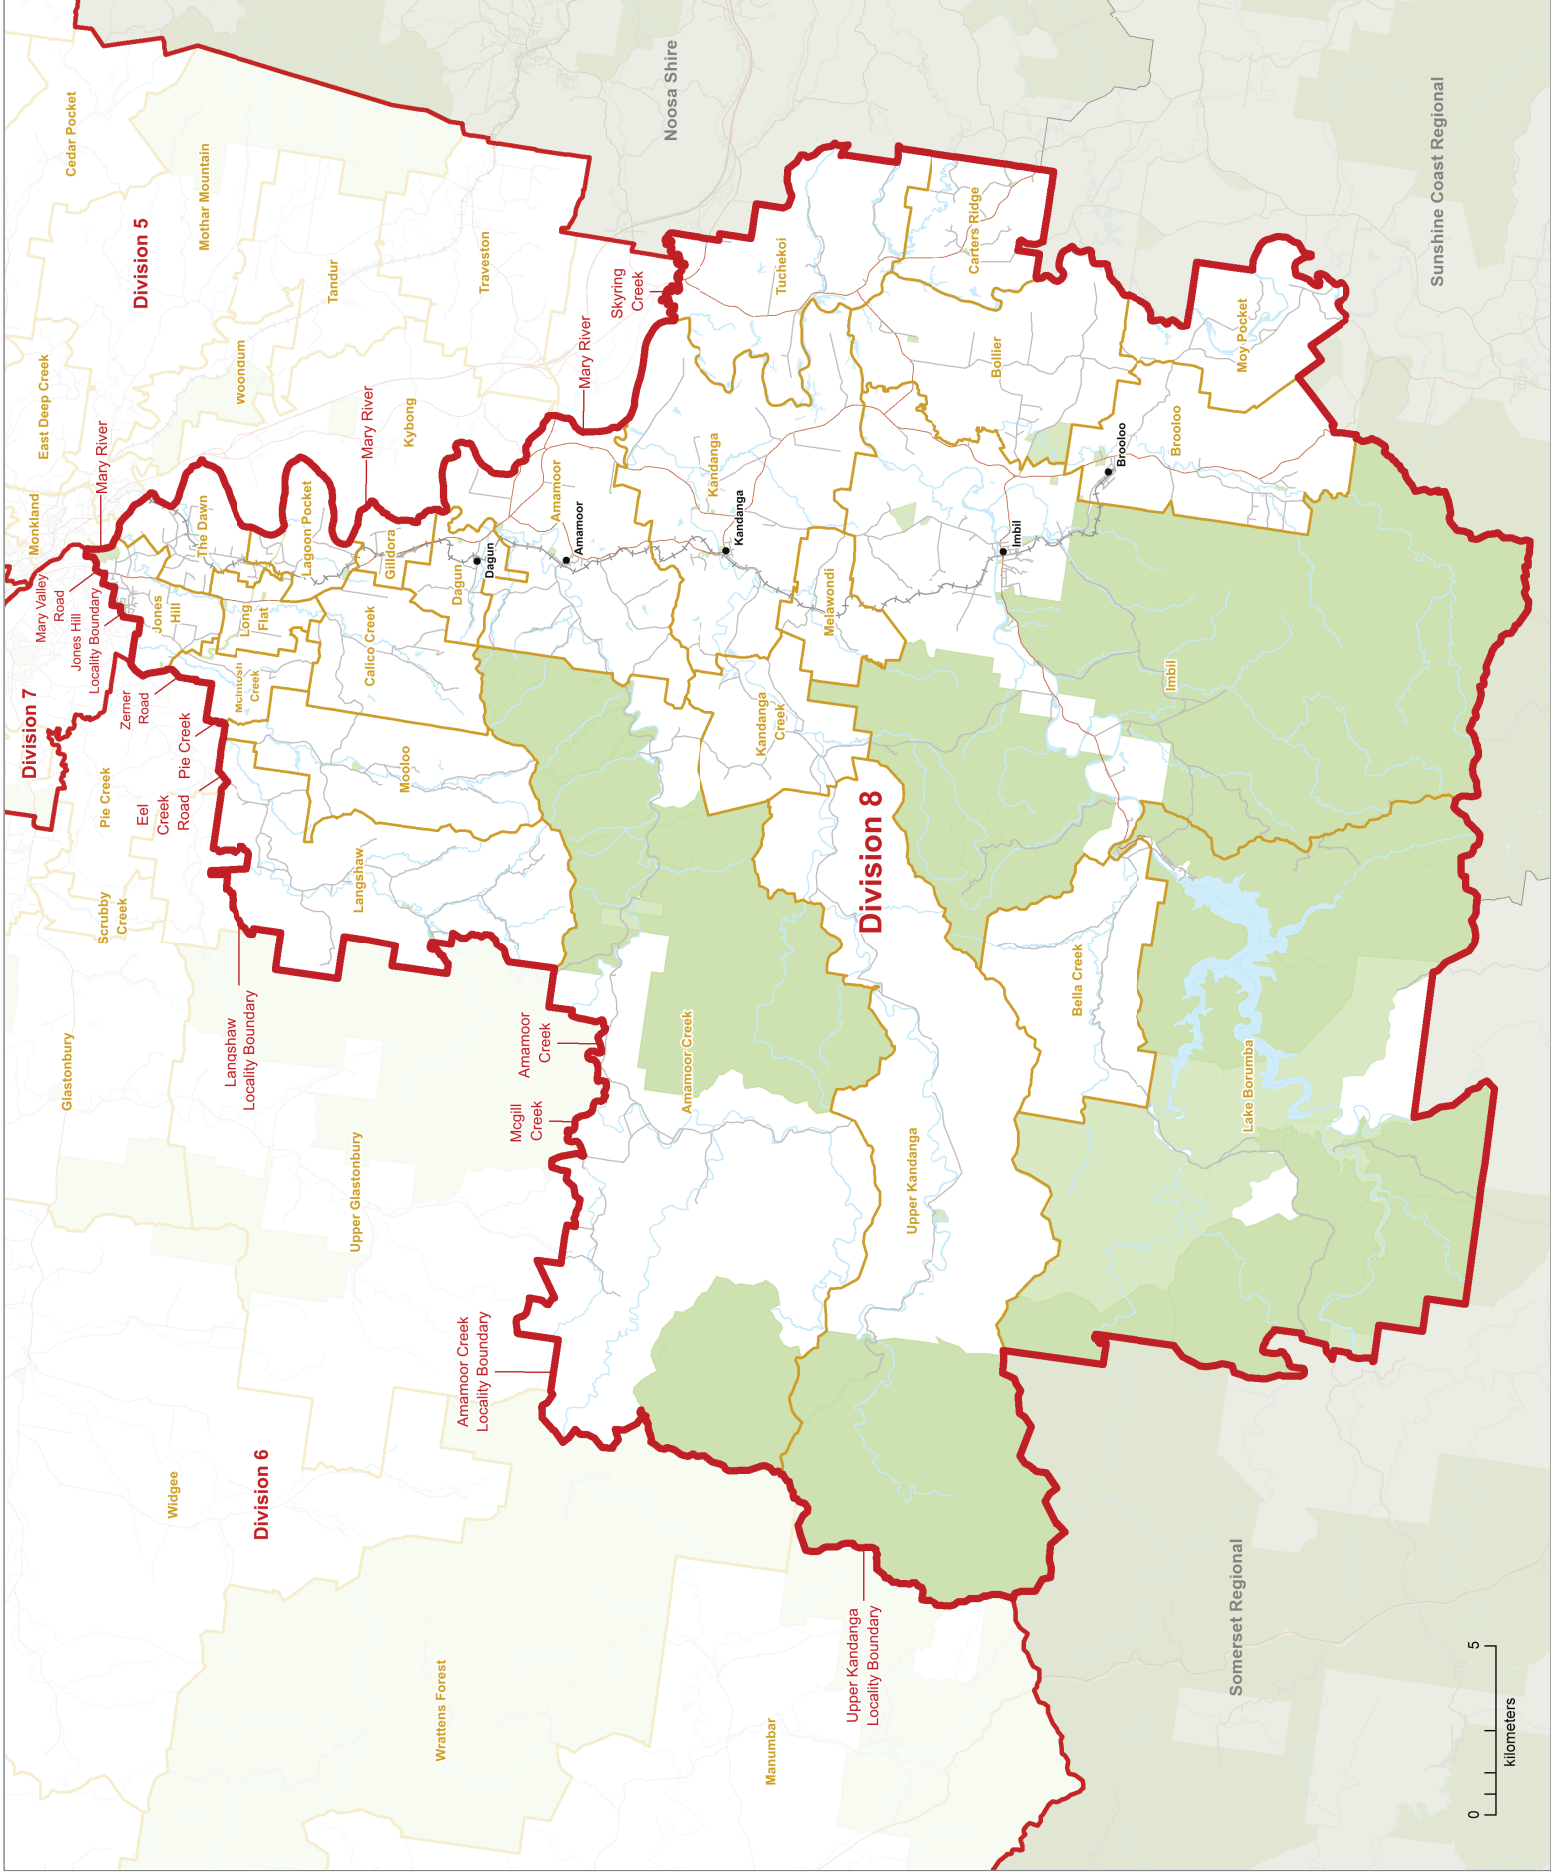 Cedar Pocket
Mothar Mountain
Division 5
Noosa Shire
Sunshine Coast Regional
Tandur
Traveston
East Deep Creek
woondum
Kybong
Monkland
Mary River
Mary River
Mary River
Skyring
Creek
Tuchekoi
Carters Ridge
Bollier
Moy Pocket
Brooloo
Brooloo
The Dawn
Lagoon Pocket
Gilldora
Dagun
Dagun
Amamoor
Amamoor
Kandanga
Kandanga
Melawondi
Imbil
Imbil
Mary Valley
Road
Jones Hill
Locality Boundary
Jones
Hill
Long
Flat
McIntosh
Creek
Calico Creek
Zerner
Road
Pie Creek
Division 7
Pie Creek
Eel
Creek
Road
Mooloo
Langshaw
Kandanga
Creek
Division 8
Scrubby
Creek
Langshaw
Locality Boundary
Glastonbury
Upper Glastonbury
Amamoor
Creek
Mcgill
Creek
Amamoor Creek
Bella Creek
Lake Borumba
Upper Kandanga
Amamoor Creek
Locality Boundary
Widgee
Division 6
Wrattens Forest
Manumbar
Upper Kandanga
Locality Boundary
Somerset Regional
0 5
kilometers